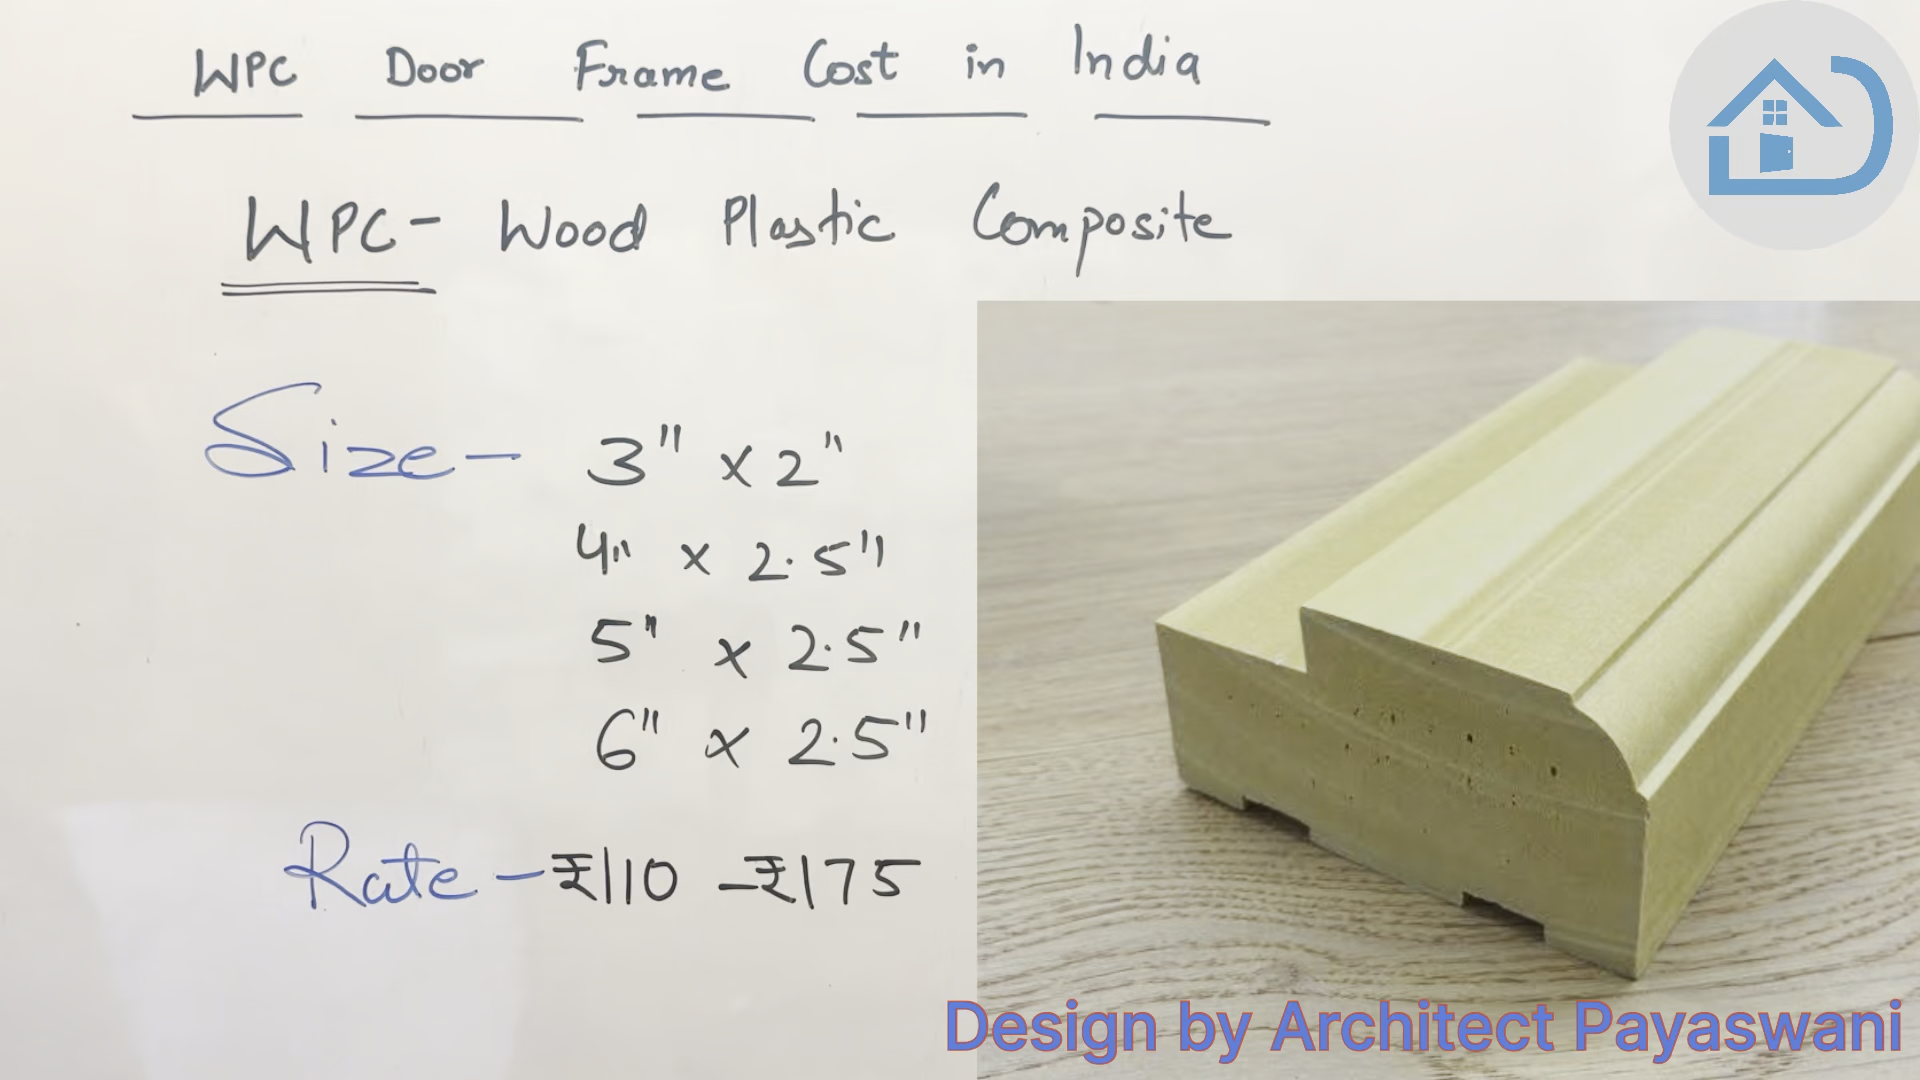 WPC Door Frame Cost in India
WPC- Wood Plastic Composite
Size- 3" x 2"
4" x 2.5"
5" x 2.5"
6" x 2.5"
Rate - ₹110 - ₹175
Design by Architect Payaswani